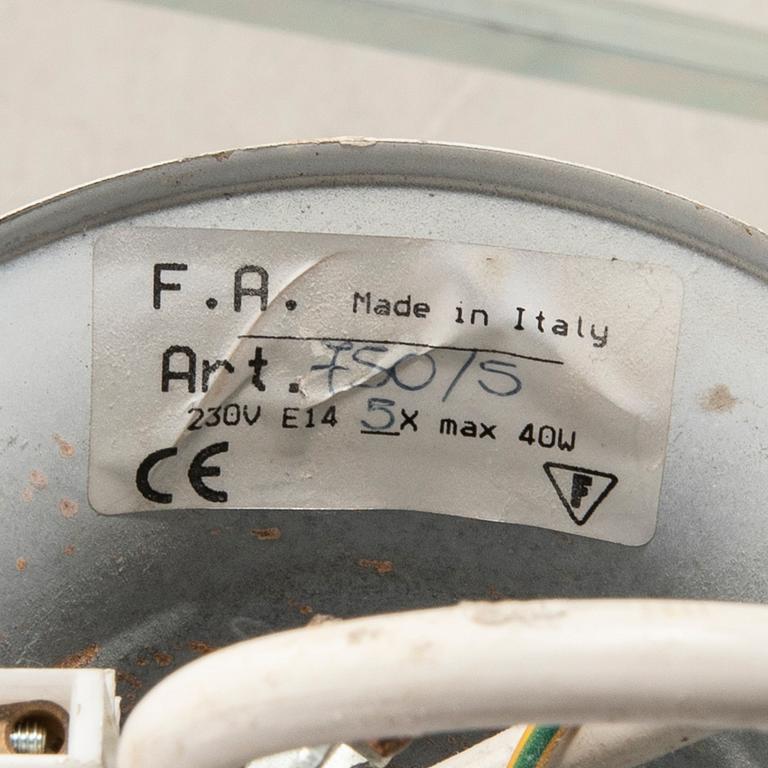 F.A. Made in Italy
Art. 750/5
230V E14 5X max 40W
CE F